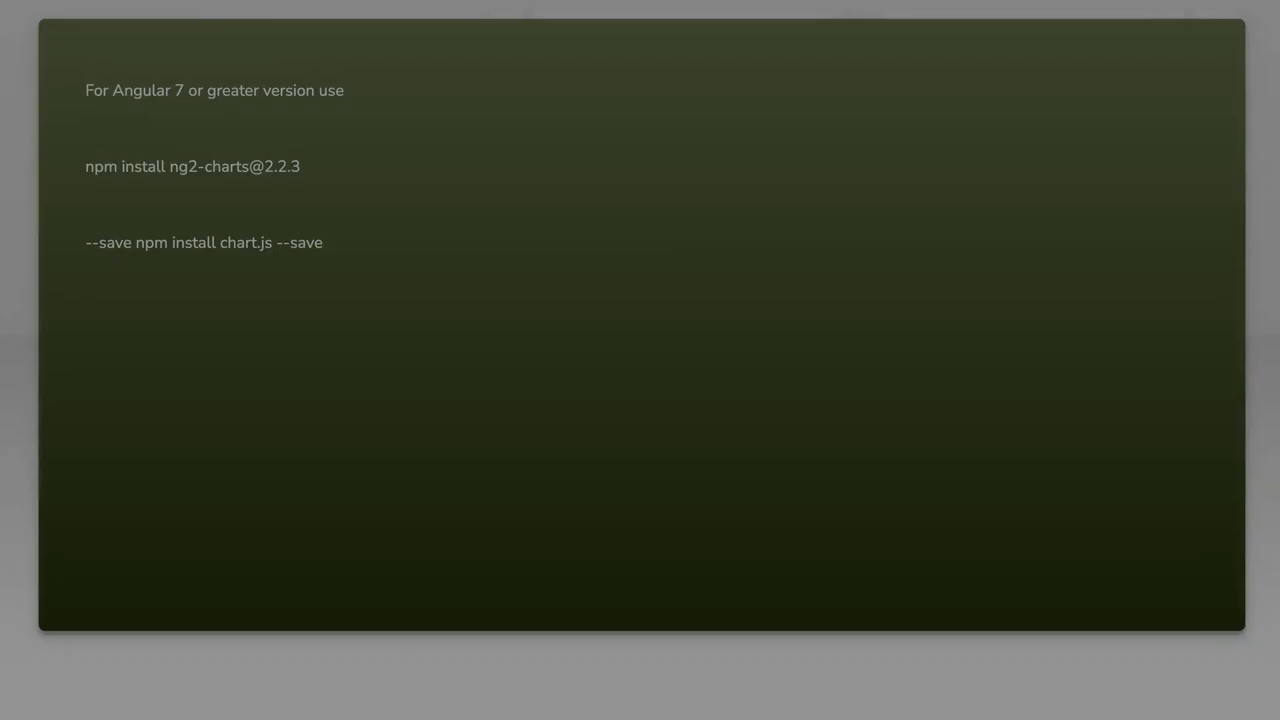 For Angular 7 or greater version use
npm install ng2-charts@2.2.3
--save npm install chart.js --save